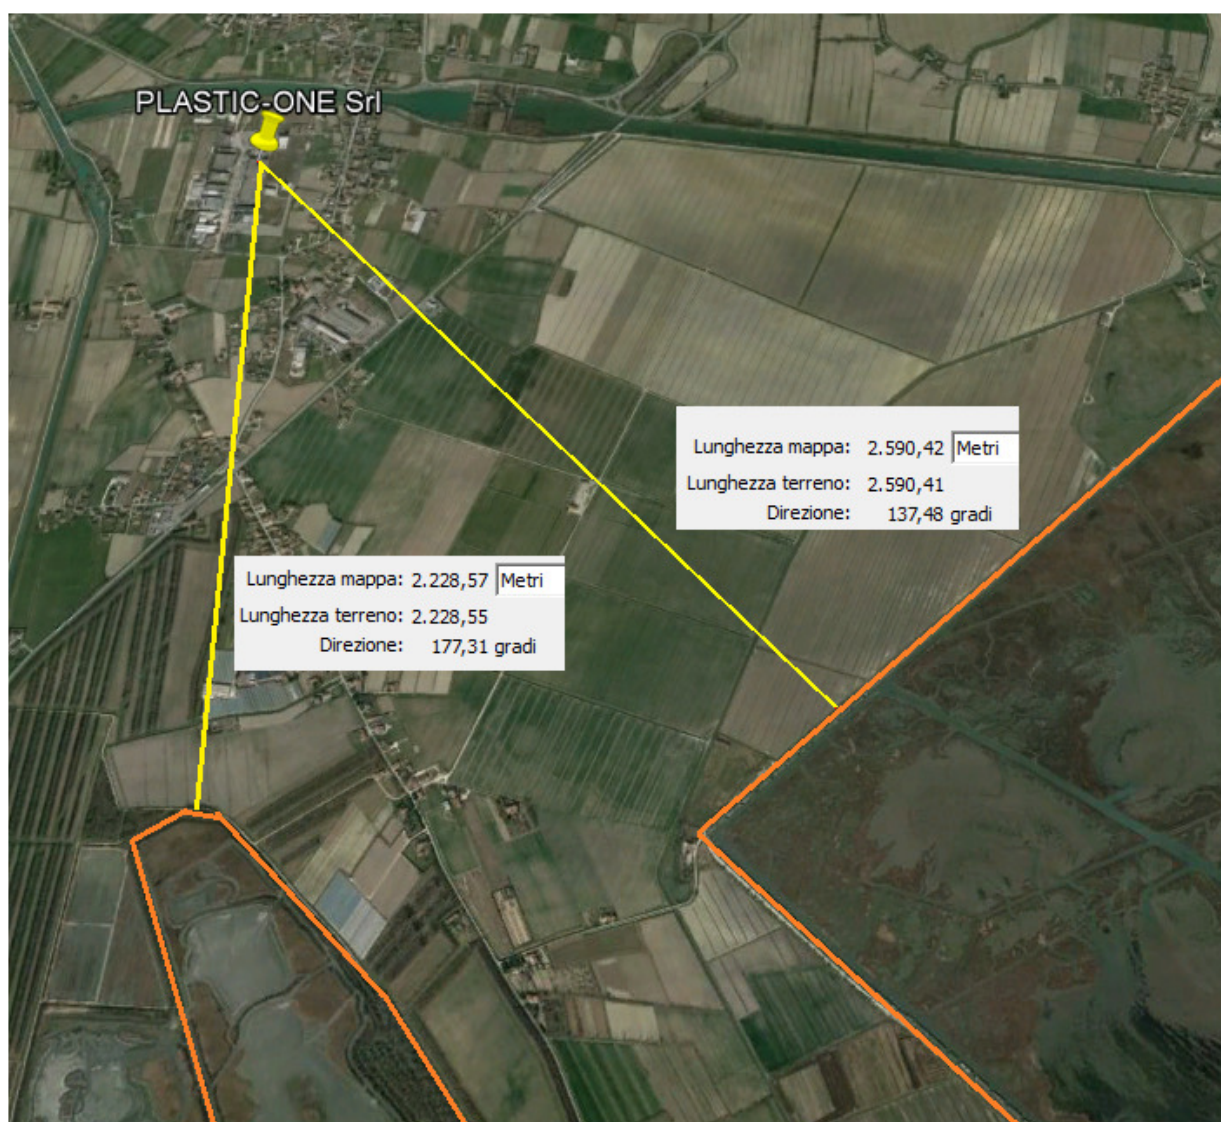 PLASTIC-ONE Srl
Lunghezza mappa: 2.590,42 Metri
Lunghezza terreno: 2.590,41
Direzione: 137,48 gradi
Lunghezza mappa: 2.228,57 Metri
Lunghezza terreno: 2.228,55
Direzione: 177,31 gradi